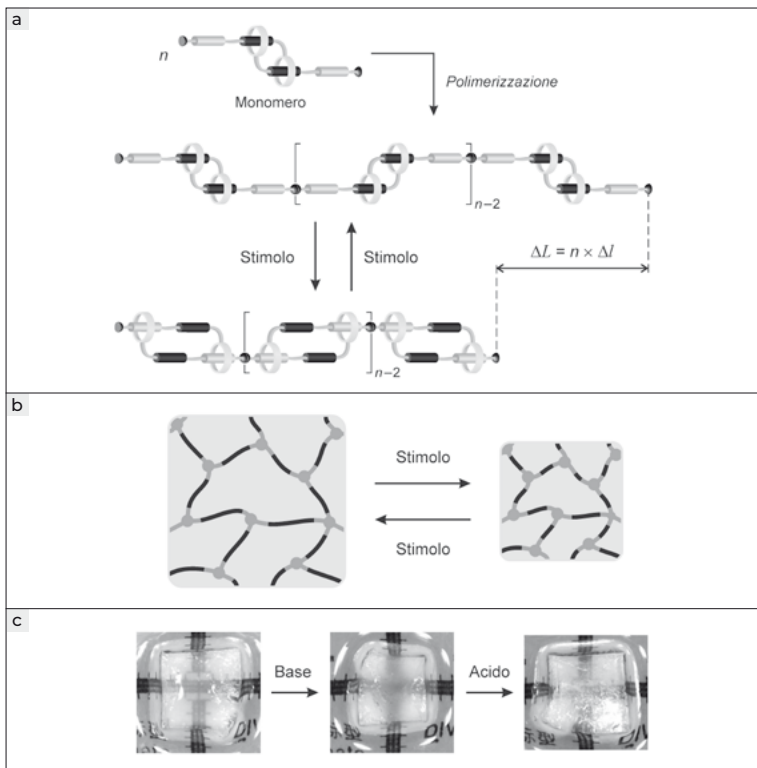 a
n
Monomero
Polimerizzazione
n−2
Stimolo
Stimolo
ΔL = n × Δl
n−2
b
Stimolo
Stimolo
c
Base
Acido